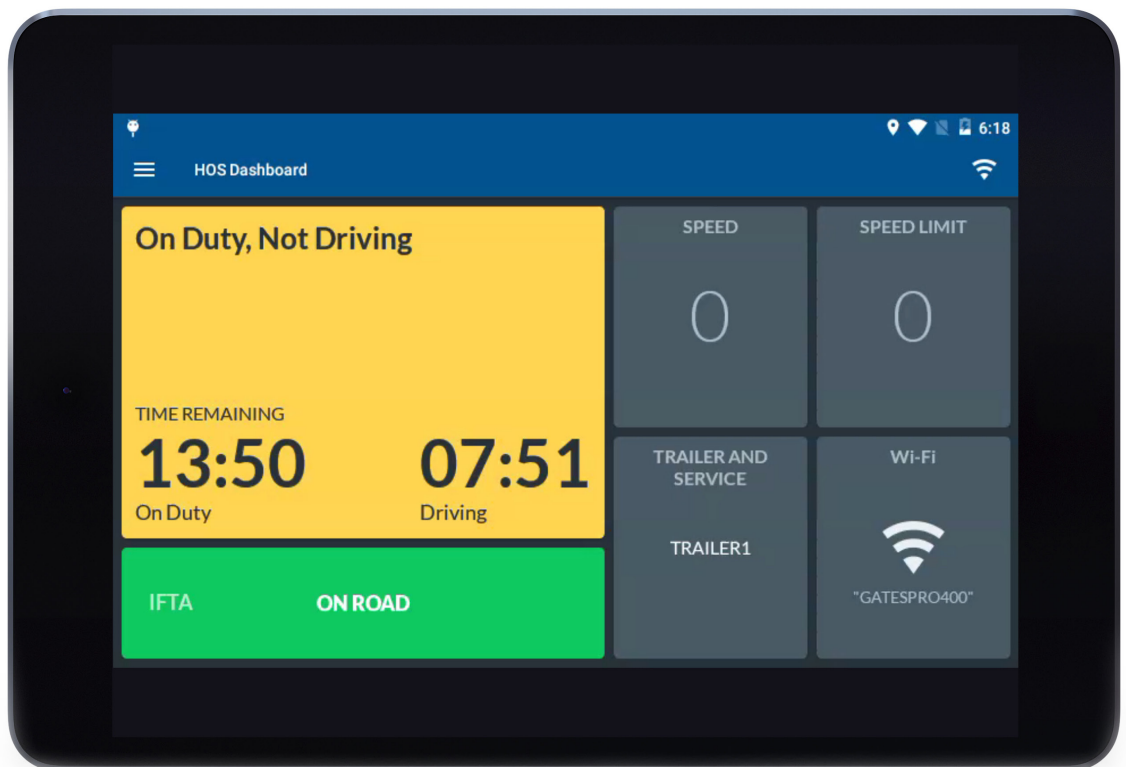 6:18
HOS Dashboard
On Duty, Not Driving
TIME REMAINING
13:50 07:51
On Duty Driving
IFTA ON ROAD
SPEED
0
SPEED LIMIT
0
TRAILER AND
SERVICE
TRAILER1
Wi-Fi
"GATESPRO400"